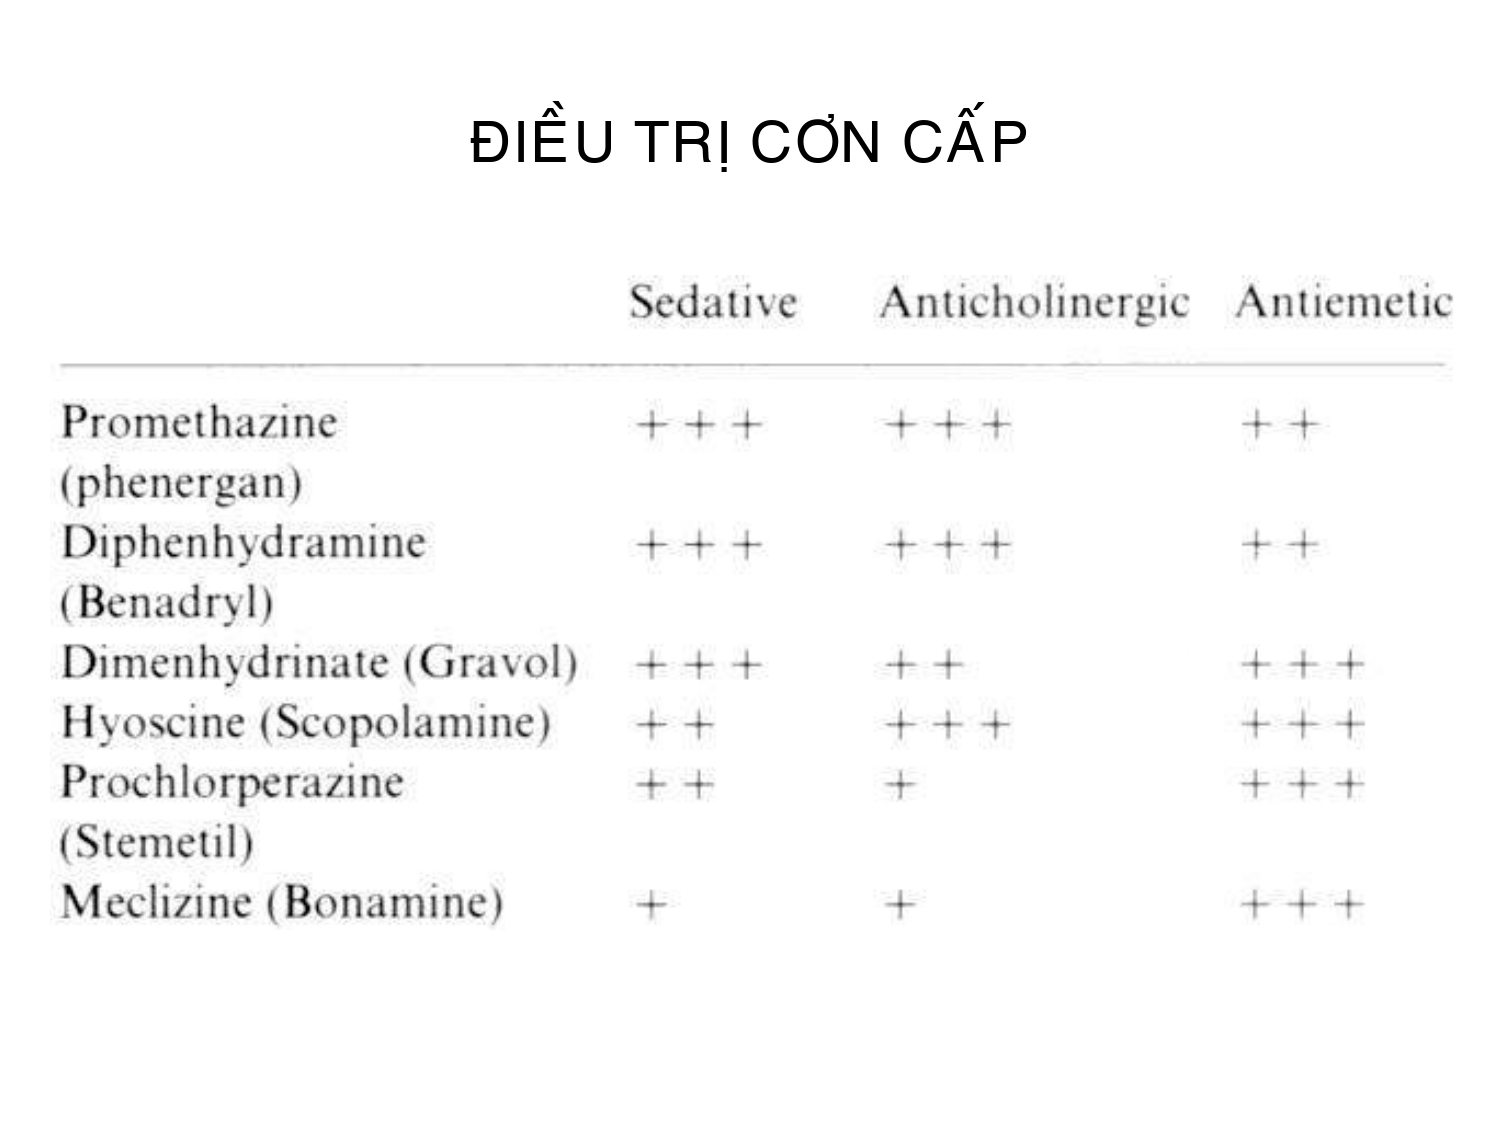 ĐIỀU TRỊ CƠN CẤP
Sedative Anticholinergic Antiemetic
Promethazine + + + + + + + +
(phenergan)
Diphenhydramine + + + + + + + +
(Benadryl)
Dimenhydrinate (Gravol) + + + + + + + +
Hyoscine (Scopolamine) + + + + + + + +
Prochlorperazine + + + + + +
(Stemetil)
Meclizine (Bonamine) + + + + +